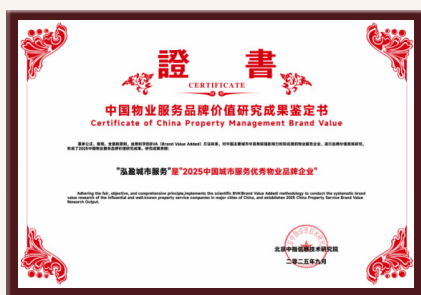 證 書
CERTIFICATE
中国物业服务品牌价值研究成果鉴定书
Certificate of China Property Management Brand Value
"泓盈城市服务"是"2025中国城市服务优秀物业品牌企业"
Adhering the fair, objective, and comprehensive principle,implements the scientific BVA(Brand Value Added) methodology to conduct the systematic brand
value research of the influential and well-known property service companies in major cities of China, and establishes 2025 China Property Service Brand Value
Research Output.
北京中指信息技术研究院
二〇二五年九月